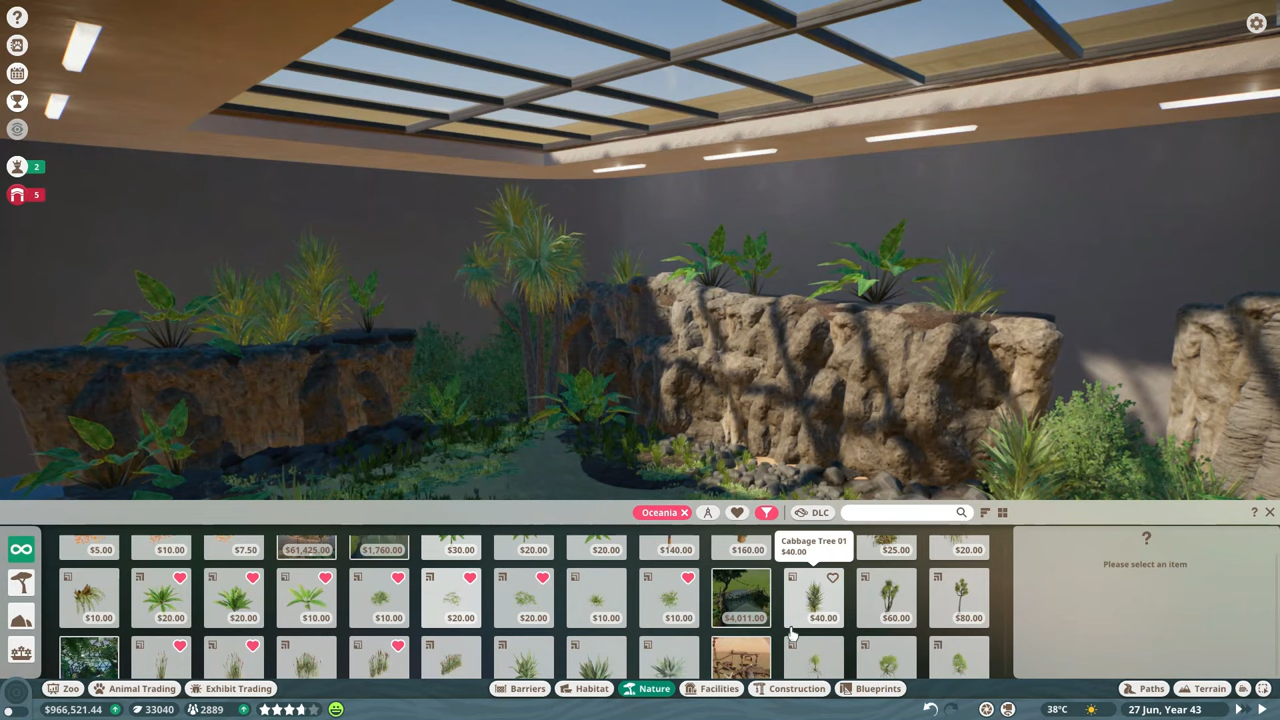 2
5
Oceania ×
DLC
?
Cabbage Tree 01
$40.00
$5.00
$10.00
$7.50
$61,425.00
$1,760.00
$30.00
$20.00
$20.00
$140.00
$160.00
$25.00
$20.00
?
Please select an item
$10.00
$20.00
$20.00
$10.00
$10.00
$20.00
$20.00
$10.00
$10.00
$4,011.00
$40.00
$60.00
$80.00
Zoo
Animal Trading
Exhibit Trading
Barriers
Habitat
Nature
Facilities
Construction
Blueprints
Paths
Terrain
$966,521.44
33040
2889
38°C
27 Jun, Year 43